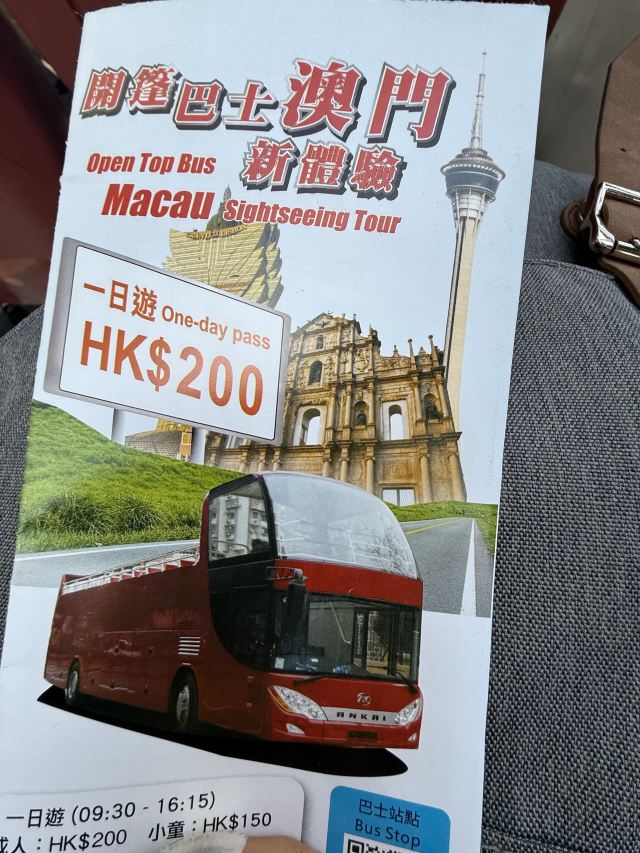 開篷巴士澳門
新體驗
Open Top Bus
Macau Sightseeing Tour
一日遊 One-day pass
HK$200
ANKAI
一日遊 (09:30 - 16:15)
成人：HK$200 小童：HK$150
巴士站點
Bus Stop